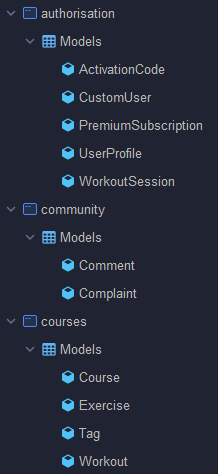 authorisation
Models
ActivationCode
CustomUser
PremiumSubscription
UserProfile
WorkoutSession
community
Models
Comment
Complaint
courses
Models
Course
Exercise
Tag
Workout